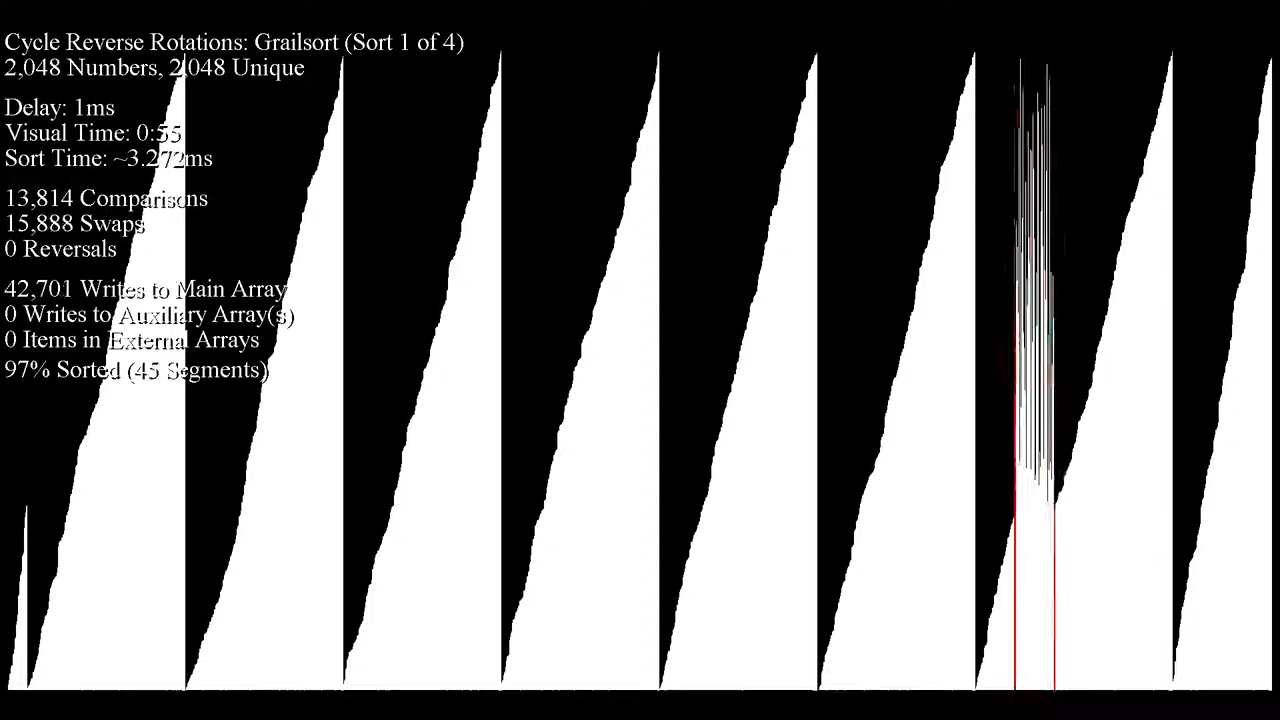 Cycle Reverse Rotations: Grailsort (Sort 1 of 4)
2,048 Numbers, 2,048 Unique
Delay: 1ms
Visual Time: 0:55
Sort Time: ~3.272ms
13,814 Comparisons
15,888 Swaps
0 Reversals
42,701 Writes to Main Array
0 Writes to Auxiliary Array(s)
0 Items in External Arrays
97% Sorted (45 Segments)